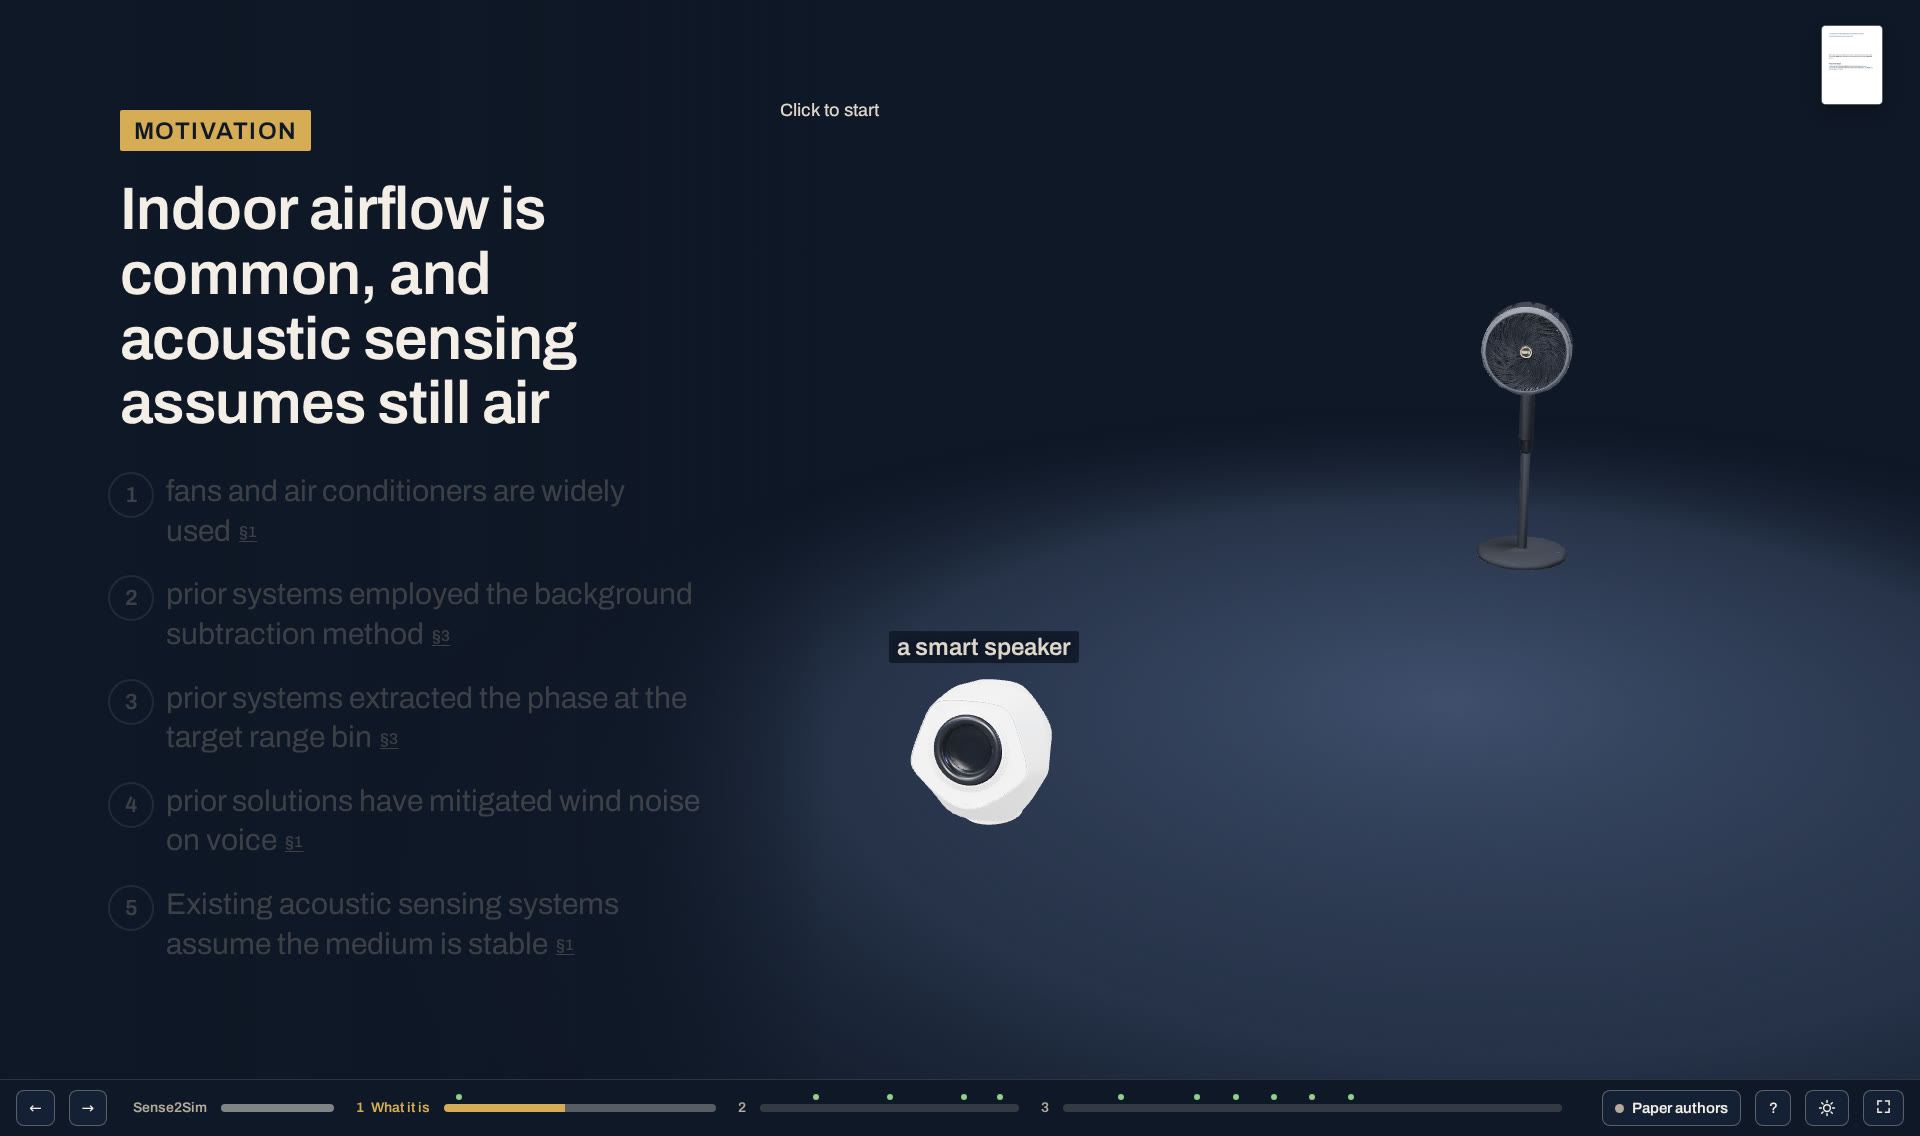 Click to start
MOTIVATION
Indoor airflow is
common, and
acoustic sensing
assumes still air
1 fans and air conditioners are widely
used §1
2 prior systems employed the background
subtraction method §3
3 prior systems extracted the phase at the
target range bin §3
4 prior solutions have mitigated wind noise
on voice §1
5 Existing acoustic sensing systems
assume the medium is stable §1
a smart speaker
← → Sense2Sim 1 What it is 2 3 Paper authors ?